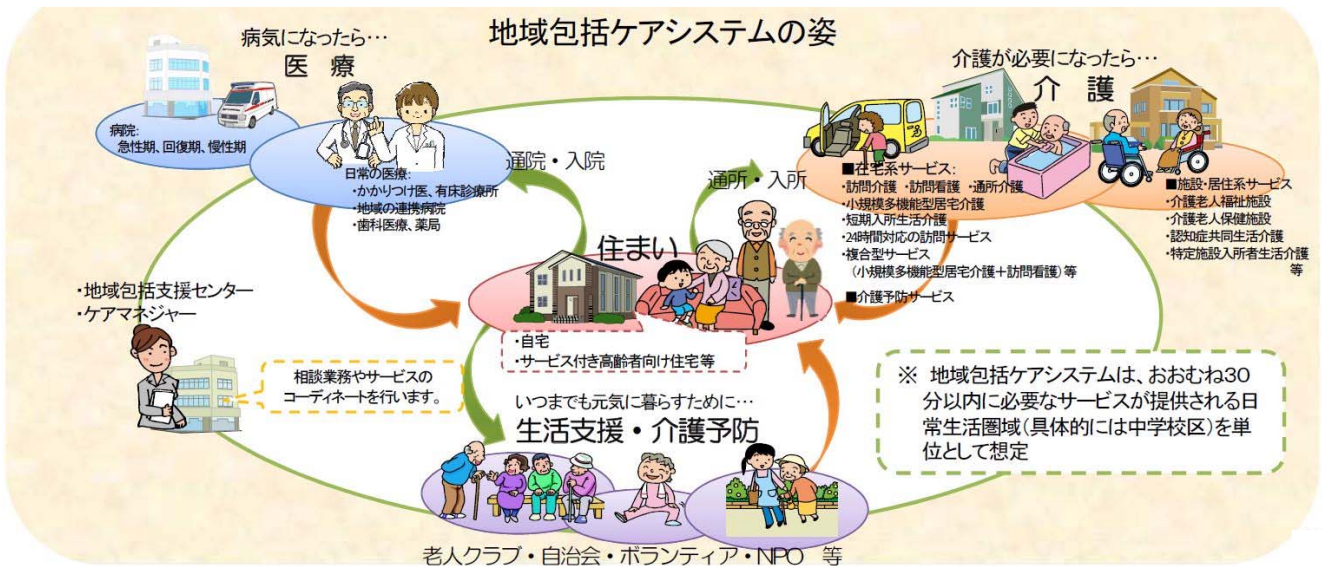 地域包括ケアシステムの姿
病気になったら…
医 療
病院:
急性期、回復期、慢性期
日常の医療:
・かかりつけ医、有床診療所
・地域の連携病院
・歯科医療、薬局
通院・入院
通所・入所
介護が必要になったら…
介 護
■在宅系サービス:
・訪問介護 ・訪問看護 ・通所介護
・小規模多機能型居宅介護
・短期入所生活介護
・24時間対応の訪問サービス
・複合型サービス
（小規模多機能型居宅介護＋訪問看護）等
■介護予防サービス
■施設・居住系サービス
・介護老人福祉施設
・介護老人保健施設
・認知症共同生活介護
・特定施設入所者生活介護
等
住まい
・自宅
・サービス付き高齢者向け住宅等
・地域包括支援センター
・ケアマネジャー
相談業務やサービスの
コーディネートを行います。
いつまでも元気に暮らすために…
生活支援・介護予防
老人クラブ・自治会・ボランティア・NPO 等
※ 地域包括ケアシステムは、おおむね30
分以内に必要なサービスが提供される日
常生活圏域（具体的には中学校区）を単
位として想定